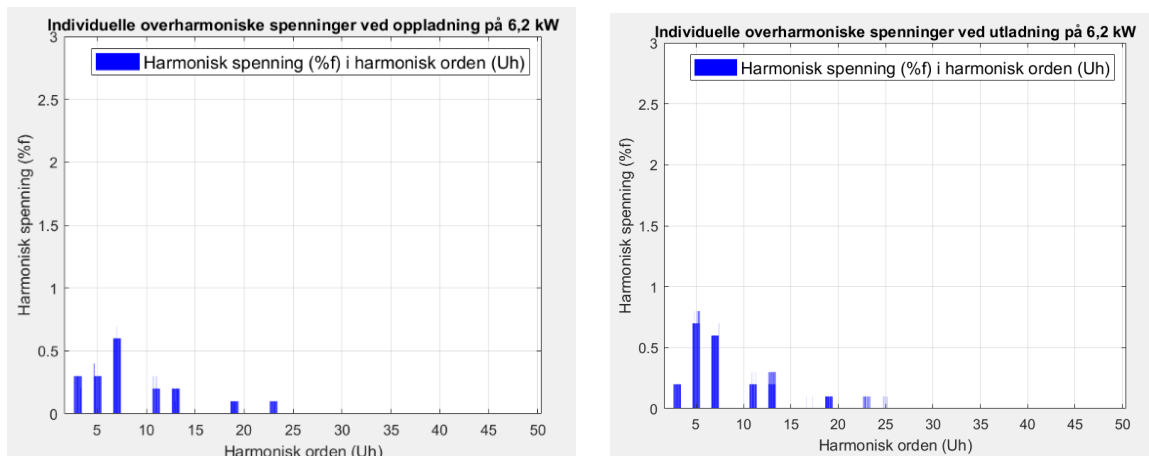 Individuelle overharmoniske spenninger ved oppladning på 6,2 kW
Harmonisk spenning (%f) i harmonisk orden (Uh)
Harmonisk spenning (%f)
3
2.5
2
1.5
1
0.5
0
5 10 15 20 25 30 35 40 45 50
Harmonisk orden (Uh)
Individuelle overharmoniske spenninger ved utladning på 6,2 kW
Harmonisk spenning (%f) i harmonisk orden (Uh)
Harmonisk spenning (%f)
3
2.5
2
1.5
1
0.5
0
5 10 15 20 25 30 35 40 45 50
Harmonisk orden (Uh)